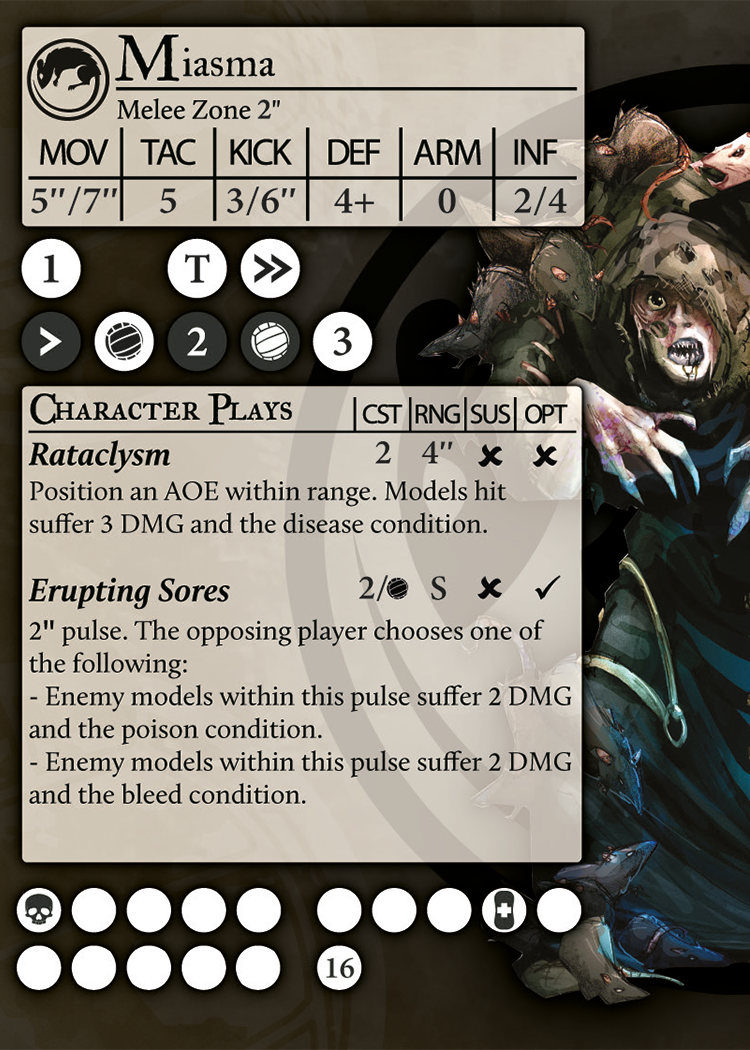 Miasma
Melee Zone 2"
MOV TAC KICK DEF ARM INF
5"/7" 5 3/6" 4+ 0 2/4
1 T >>
> 2 3
Character Plays CST RNG SUS OPT
Rataclysm 2 4" ✘ ✘
Position an AOE within range. Models hit
suffer 3 DMG and the disease condition.
Erupting Sores 2/ S ✘ ✓
2" pulse. The opposing player chooses one of
the following:
- Enemy models within this pulse suffer 2 DMG
and the poison condition.
- Enemy models within this pulse suffer 2 DMG
and the bleed condition.
16